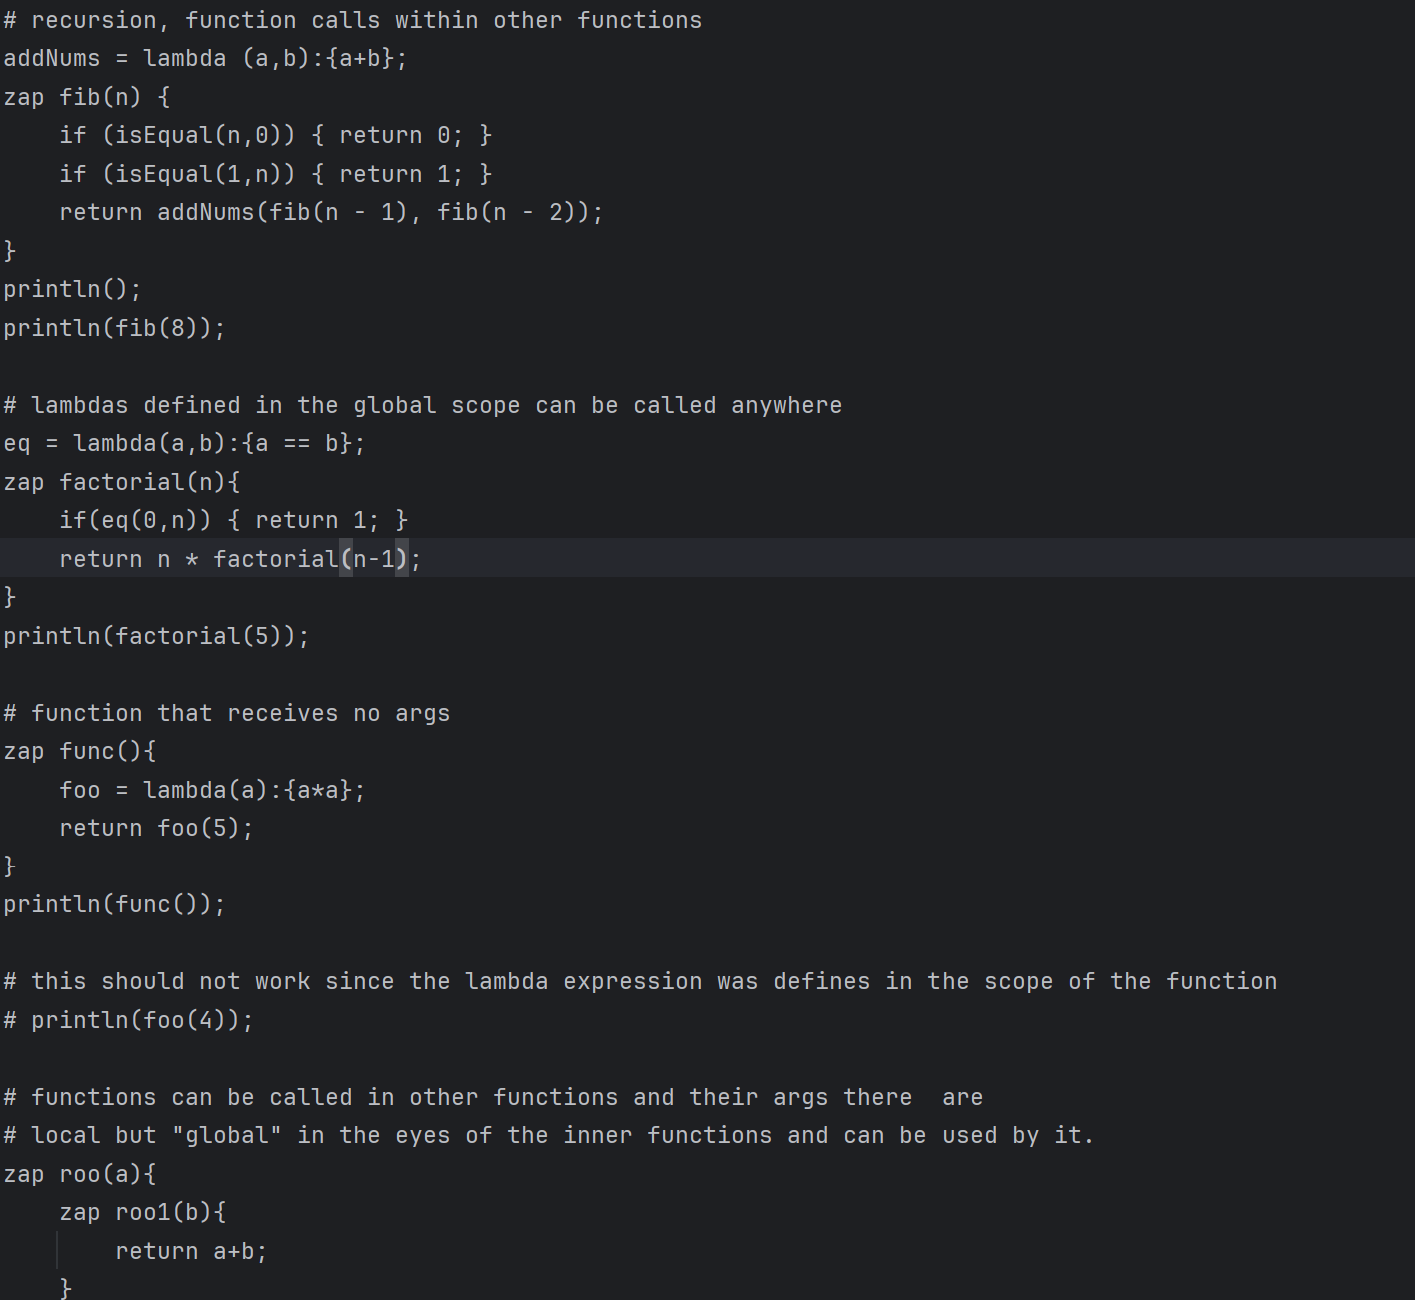 # recursion, function calls within other functions
addNums = lambda (a,b):{a+b};
zap fib(n) {
    if (isEqual(n,0)) { return 0; }
    if (isEqual(1,n)) { return 1; }
    return addNums(fib(n - 1), fib(n - 2));
}
println();
println(fib(8));

# lambdas defined in the global scope can be called anywhere
eq = lambda(a,b):{a == b};
zap factorial(n){
    if(eq(0,n)) { return 1; }
    return n * factorial(n-1);
}
println(factorial(5));

# function that receives no args
zap func(){
    foo = lambda(a):{a*a};
    return foo(5);
}
println(func());

# this should not work since the lambda expression was defines in the scope of the function
# println(foo(4));

# functions can be called in other functions and their args there  are
# local but "global" in the eyes of the inner functions and can be used by it.
zap roo(a){
    zap roo1(b){
        return a+b;
    }